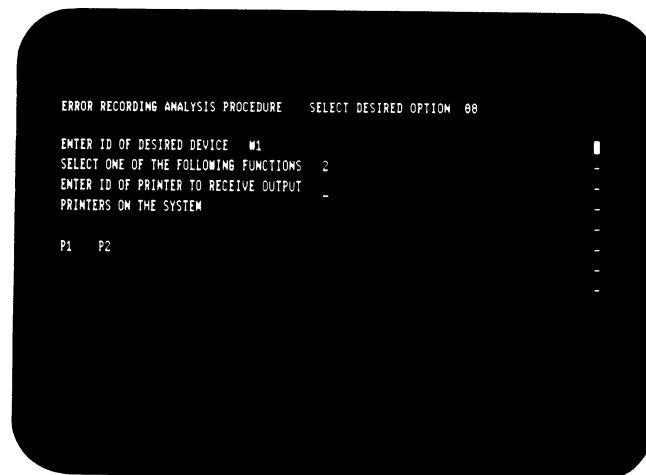 ERROR RECORDING ANALYSIS PROCEDURE SELECT DESIRED OPTION 08
ENTER ID OF DESIRED DEVICE W1
SELECT ONE OF THE FOLLOWING FUNCTIONS 2
ENTER ID OF PRINTER TO RECEIVE OUTPUT _
PRINTERS ON THE SYSTEM
P1 P2